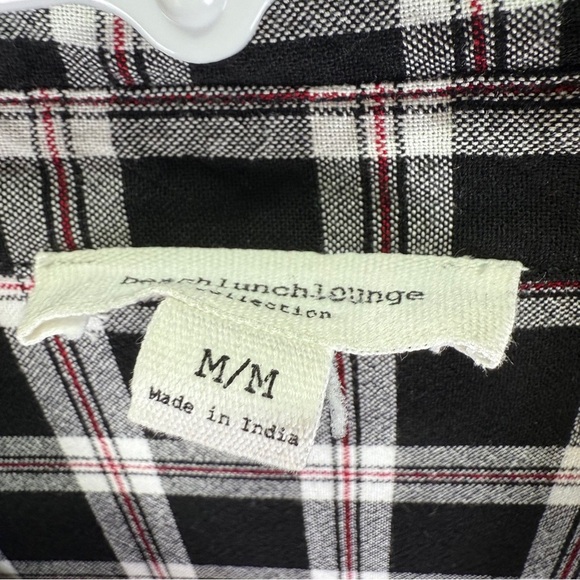 beachlunchlounge
collection
M/M
Made in India